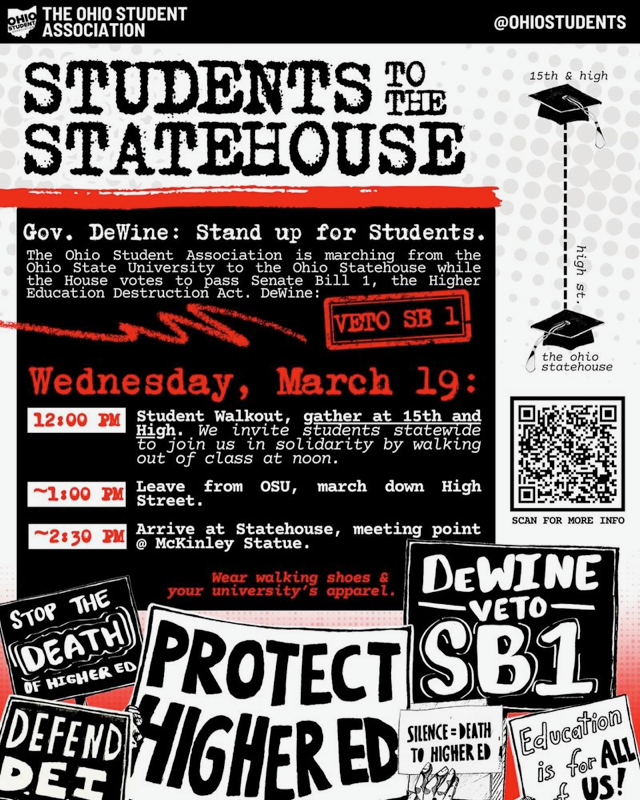 OHIO STUDENT
THE OHIO STUDENT
ASSOCIATION
@OHIOSTUDENTS
STUDENTS TO THE
STATEHOUSE
15th & high
high st.
the ohio
statehouse
Gov. DeWine: Stand up for Students.
The Ohio Student Association is marching from the
Ohio State University to the Ohio Statehouse while
the House votes to pass Senate Bill 1, the Higher
Education Destruction Act. DeWine:
VETO SB 1
Wednesday, March 19:
12:00 PM
Student Walkout, gather at 15th and
High. We invite students statewide
to join us in solidarity by walking
out of class at noon.
~1:00 PM
Leave from OSU, march down High
Street.
~2:30 PM
Arrive at Statehouse, meeting point
@ McKinley Statue.
SCAN FOR MORE INFO
Wear walking shoes &
your university's apparel.
STOP THE
DEATH
OF HIGHER ED
DEFEND
DEI
PROTECT
HIGHER ED
DEWINE
VETO
SB1
SILENCE=DEATH
TO HIGHER ED
Education
is for ALL
of US!